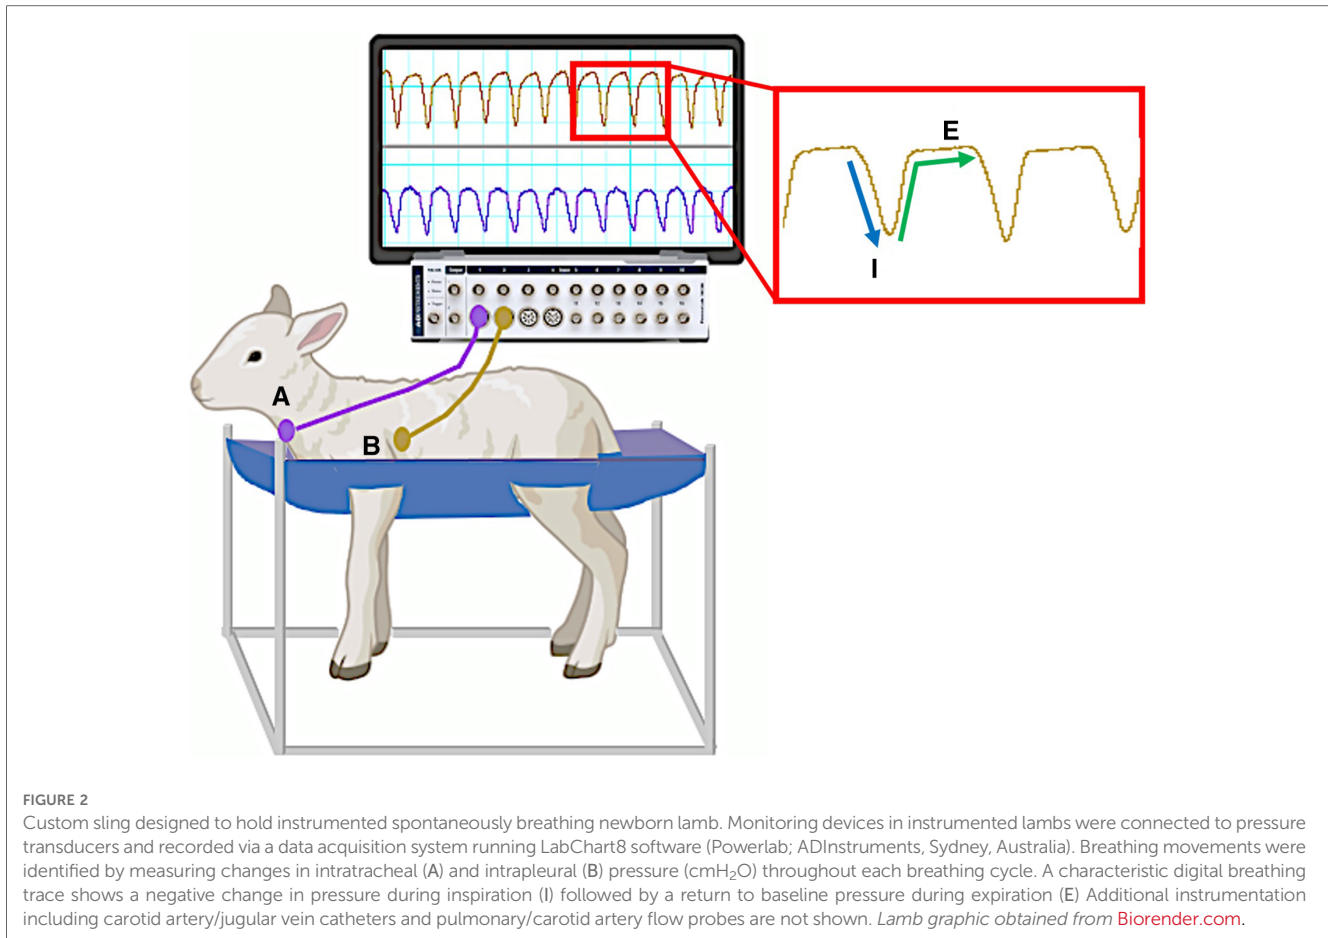 E
I
A
B
FIGURE 2
Custom sling designed to hold instrumented spontaneously breathing newborn lamb. Monitoring devices in instrumented lambs were connected to pressure
transducers and recorded via a data acquisition system running LabChart8 software (Powerlab; ADInstruments, Sydney, Australia). Breathing movements were
identified by measuring changes in intratracheal (A) and intrapleural (B) pressure (cmH₂O) throughout each breathing cycle. A characteristic digital breathing
trace shows a negative change in pressure during inspiration (I) followed by a return to baseline pressure during expiration (E) Additional instrumentation
including carotid artery/jugular vein catheters and pulmonary/carotid artery flow probes are not shown. Lamb graphic obtained from Biorender.com.